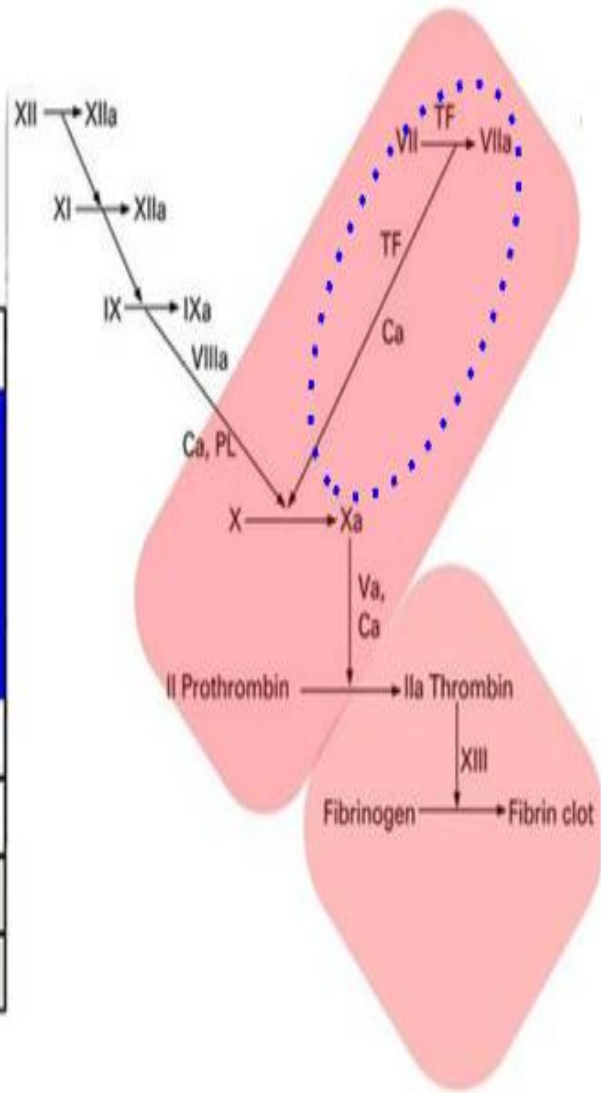 XII XIIa
TF
VII VIIa
XI XIIa
TF
IX IXa
Ca
VIIIa
Ca, PL
X Xa
Va,
Ca
II Prothrombin IIa Thrombin
XIII
Fibrinogen Fibrin clot